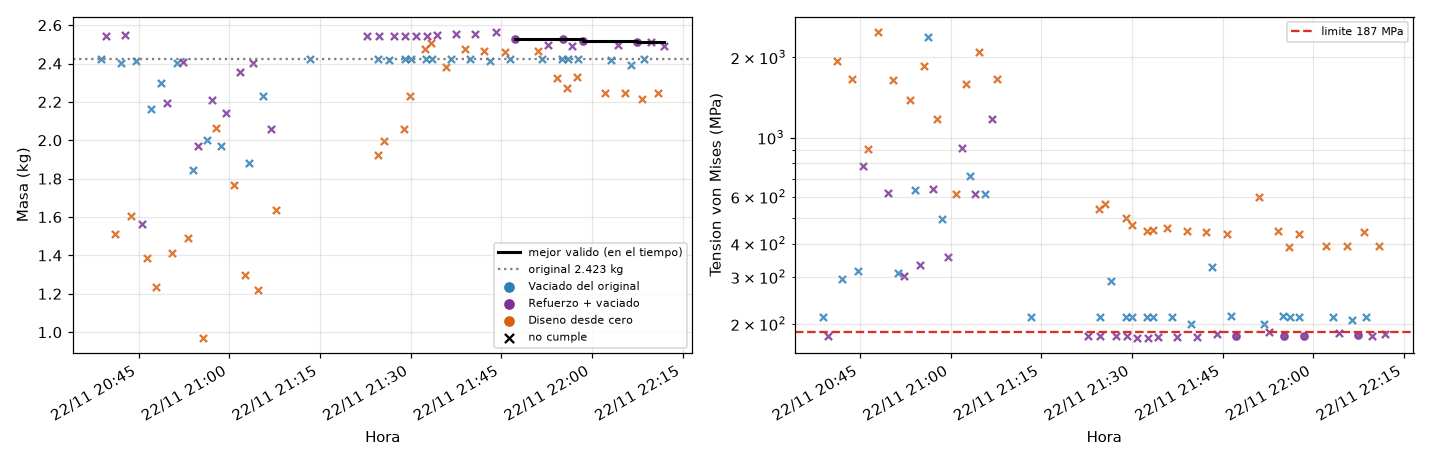 Masa (kg)
2.6
2.4
2.2
2.0
1.8
1.6
1.4
1.2
1.0
mejor valido (en el tiempo)
original 2.423 kg
Vaciado del original
Refuerzo + vaciado
Diseno desde cero
no cumple
22/11 20:45
22/11 21:00
22/11 21:15
22/11 21:30
22/11 21:45
22/11 22:00
22/11 22:15
Hora
Tension von Mises (MPa)
2 × 10³
10³
6 × 10²
4 × 10²
3 × 10²
2 × 10²
limite 187 MPa
22/11 20:45
22/11 21:00
22/11 21:15
22/11 21:30
22/11 21:45
22/11 22:00
22/11 22:15
Hora